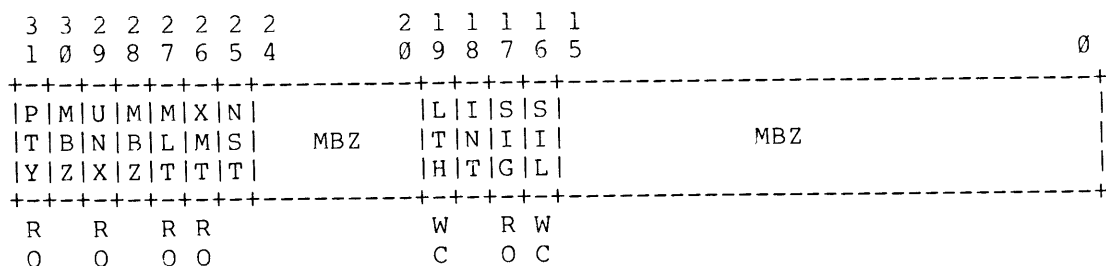 3 3 2 2 2 2 2 2           2 1 1 1 1 1
1 Ø 9 8 7 6 5 4           Ø 9 8 7 6 5                               Ø
+-+-+-+-+-+-+-+---------+-+-+-+-+---------------------------------+
|P|M|U|M|M|X|N|         |L|I|S|S|                                 |
|T|B|N|B|L|M|S|   MBZ   |T|N|I|I|              MBZ                |
|Y|Z|X|Z|T|T|T|         |H|T|G|L|                                 |
+-+-+-+-+-+-+-+---------+-+-+-+-+---------------------------------+
R   R   R R             W   R W
O   O   O O             C   O C